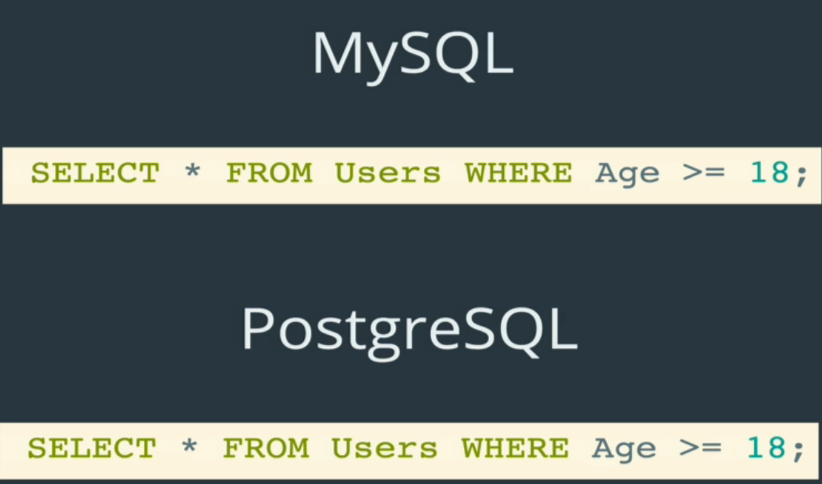 MySQL
SELECT * FROM Users WHERE Age >= 18;
PostgreSQL
SELECT * FROM Users WHERE Age >= 18;